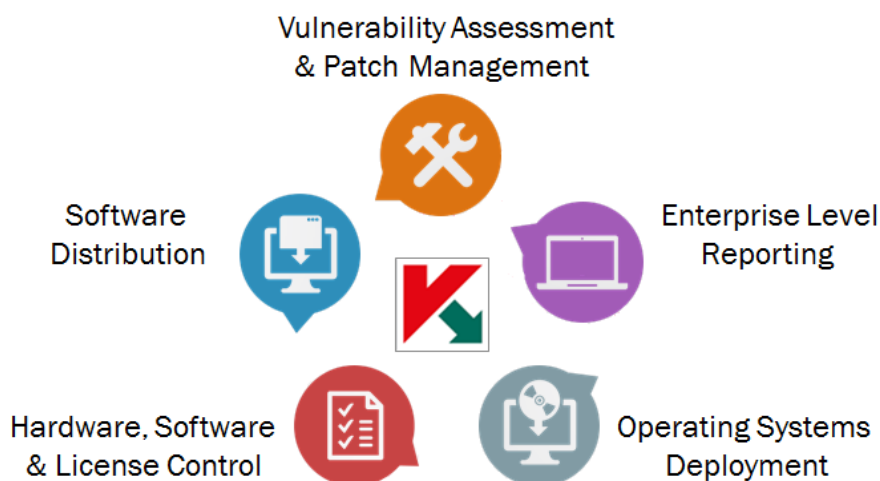 Vulnerability Assessment
& Patch Management
Software
Distribution
Enterprise Level
Reporting
Hardware, Software
& License Control
Operating Systems
Deployment